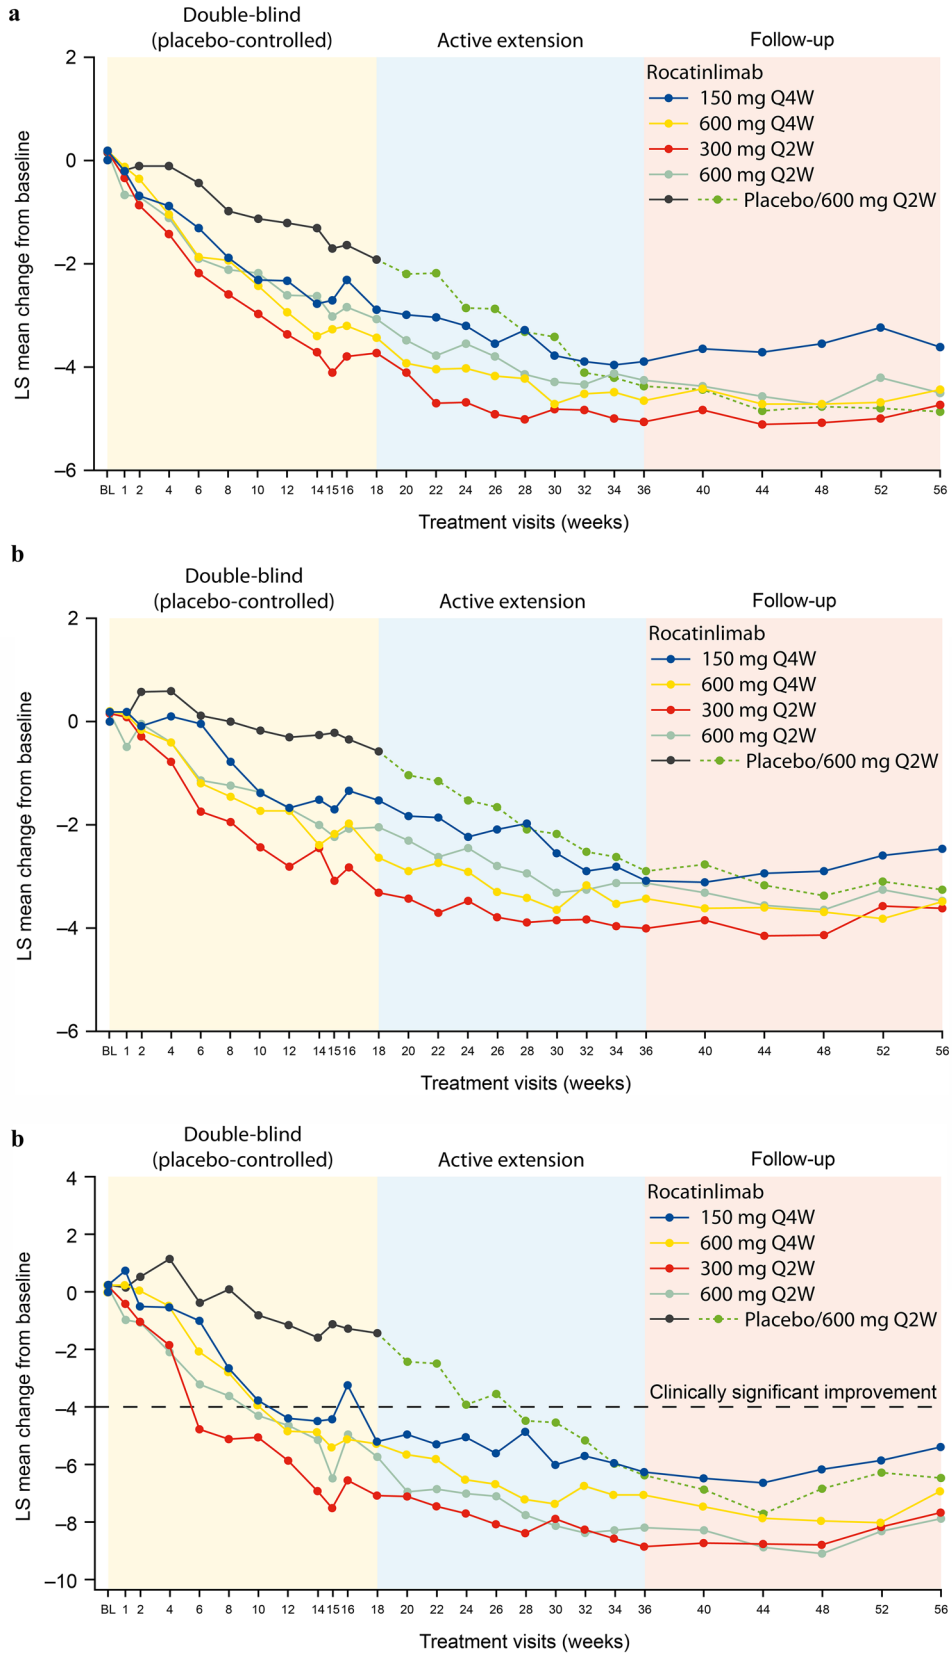 a
Double-blind
(placebo-controlled)
Active extension
Follow-up
Rocatinlimab
150 mg Q4W
600 mg Q4W
300 mg Q2W
600 mg Q2W
Placebo/600 mg Q2W
LS mean change from baseline
2
0
–2
–4
–6
BL 1 2 4 6 8 10 12 14 15 16 18 20 22 24 26 28 30 32 34 36 40 44 48 52 56
Treatment visits (weeks)
b
Double-blind
(placebo-controlled)
Active extension
Follow-up
Rocatinlimab
150 mg Q4W
600 mg Q4W
300 mg Q2W
600 mg Q2W
Placebo/600 mg Q2W
LS mean change from baseline
2
0
–2
–4
–6
BL 1 2 4 6 8 10 12 14 15 16 18 20 22 24 26 28 30 32 34 36 40 44 48 52 56
Treatment visits (weeks)
b
Double-blind
(placebo-controlled)
Active extension
Follow-up
Rocatinlimab
150 mg Q4W
600 mg Q4W
300 mg Q2W
600 mg Q2W
Placebo/600 mg Q2W
Clinically significant improvement
LS mean change from baseline
4
2
0
–2
–4
–6
–8
–10
BL 1 2 4 6 8 10 12 14 15 16 18 20 22 24 26 28 30 32 34 36 40 44 48 52 56
Treatment visits (weeks)